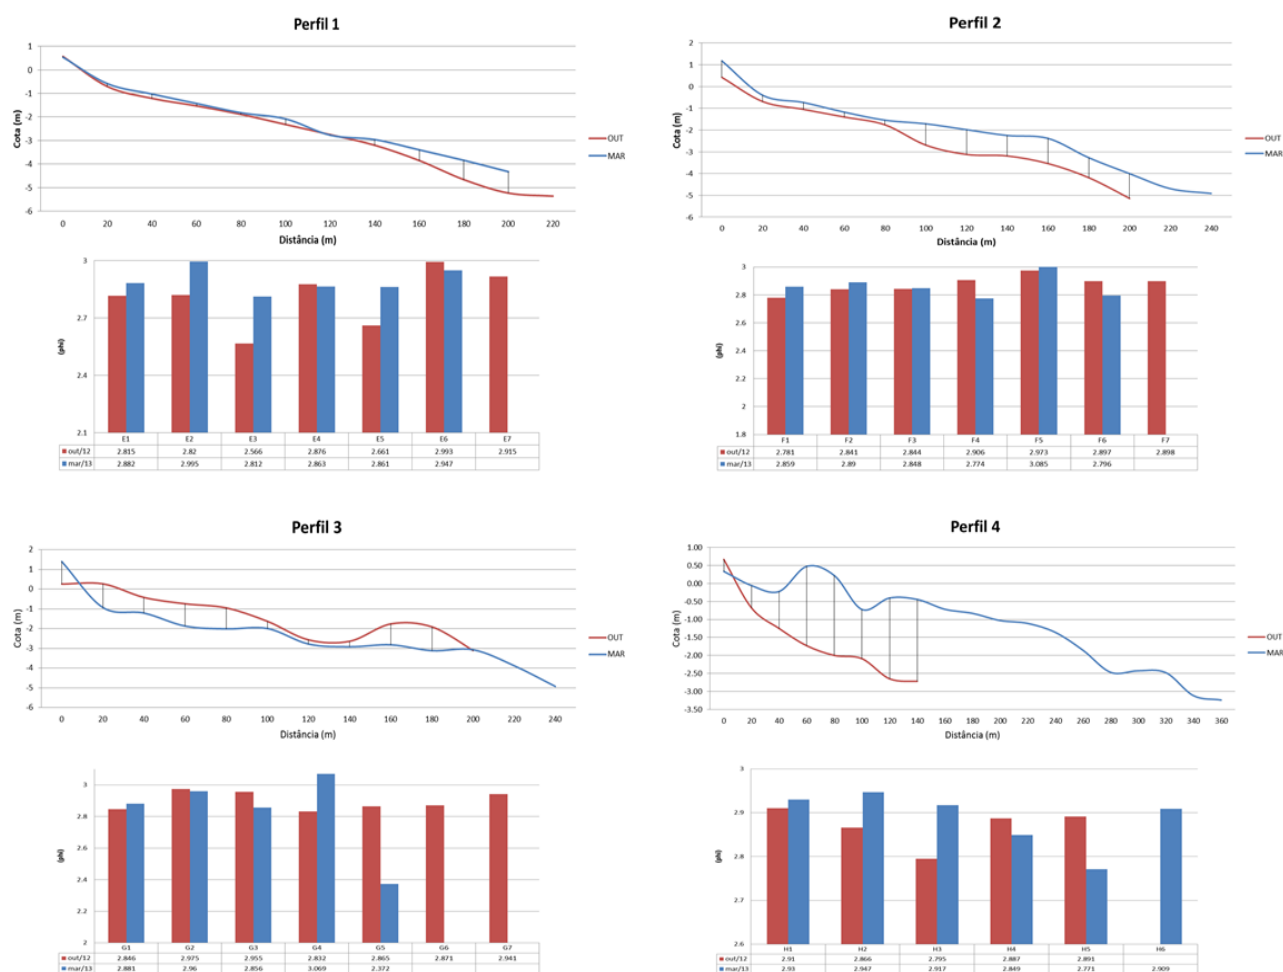 Perfil 1
1
0
-1
-2
-3
-4
-5
-6
Cota (m)
0 20 40 60 80 100 120 140 160 180 200 220
Distância (m)
OUT
MAR
3
2.7
2.4
2.1
(phi)
E1 E2 E3 E4 E5 E6 E7
out/12 2.815 2.82 2.566 2.876 2.661 2.993 2.915
mar/13 2.882 2.995 2.812 2.863 2.861 2.947
Perfil 2
2
1
0
-1
-2
-3
-4
-5
-6
Cota (m)
0 20 40 60 80 100 120 140 160 180 200 240
Distância (m)
OUT
MAR
3
2.8
2.6
2.4
2.2
2
1.8
(phi)
F1 F2 F3 F4 F5 F6 F7
out/12 2.781 2.841 2.844 2.906 2.973 2.897 2.898
mar/13 2.859 2.89 2.848 2.774 3.085 2.796
Perfil 3
2
1
0
-1
-2
-3
-4
-5
-6
Cota (m)
0 20 40 60 80 100 120 140 160 180 200 220 240
Distância (m)
OUT
MAR
3
2.8
2.6
2.4
2.2
2
(phi)
G1 G2 G3 G4 G5 G6 G7
out/12 2.846 2.975 2.955 2.832 2.865 2.871 2.941
mar/13 2.881 2.96 2.856 3.069 2.372
Perfil 4
1.00
0.50
0.00
-0.50
-1.00
-1.50
-2.00
-2.50
-3.00
-3.50
Cota (m)
0 20 40 60 80 100 120 140 160 180 200 220 240 260 280 300 320 340 360
Distância (m)
OUT
MAR
3
2.9
2.8
2.7
2.6
(phi)
H1 H2 H3 H4 H5 H6
out/12 2.91 2.866 2.795 2.887 2.891
mar/13 2.93 2.947 2.917 2.849 2.771 2.909